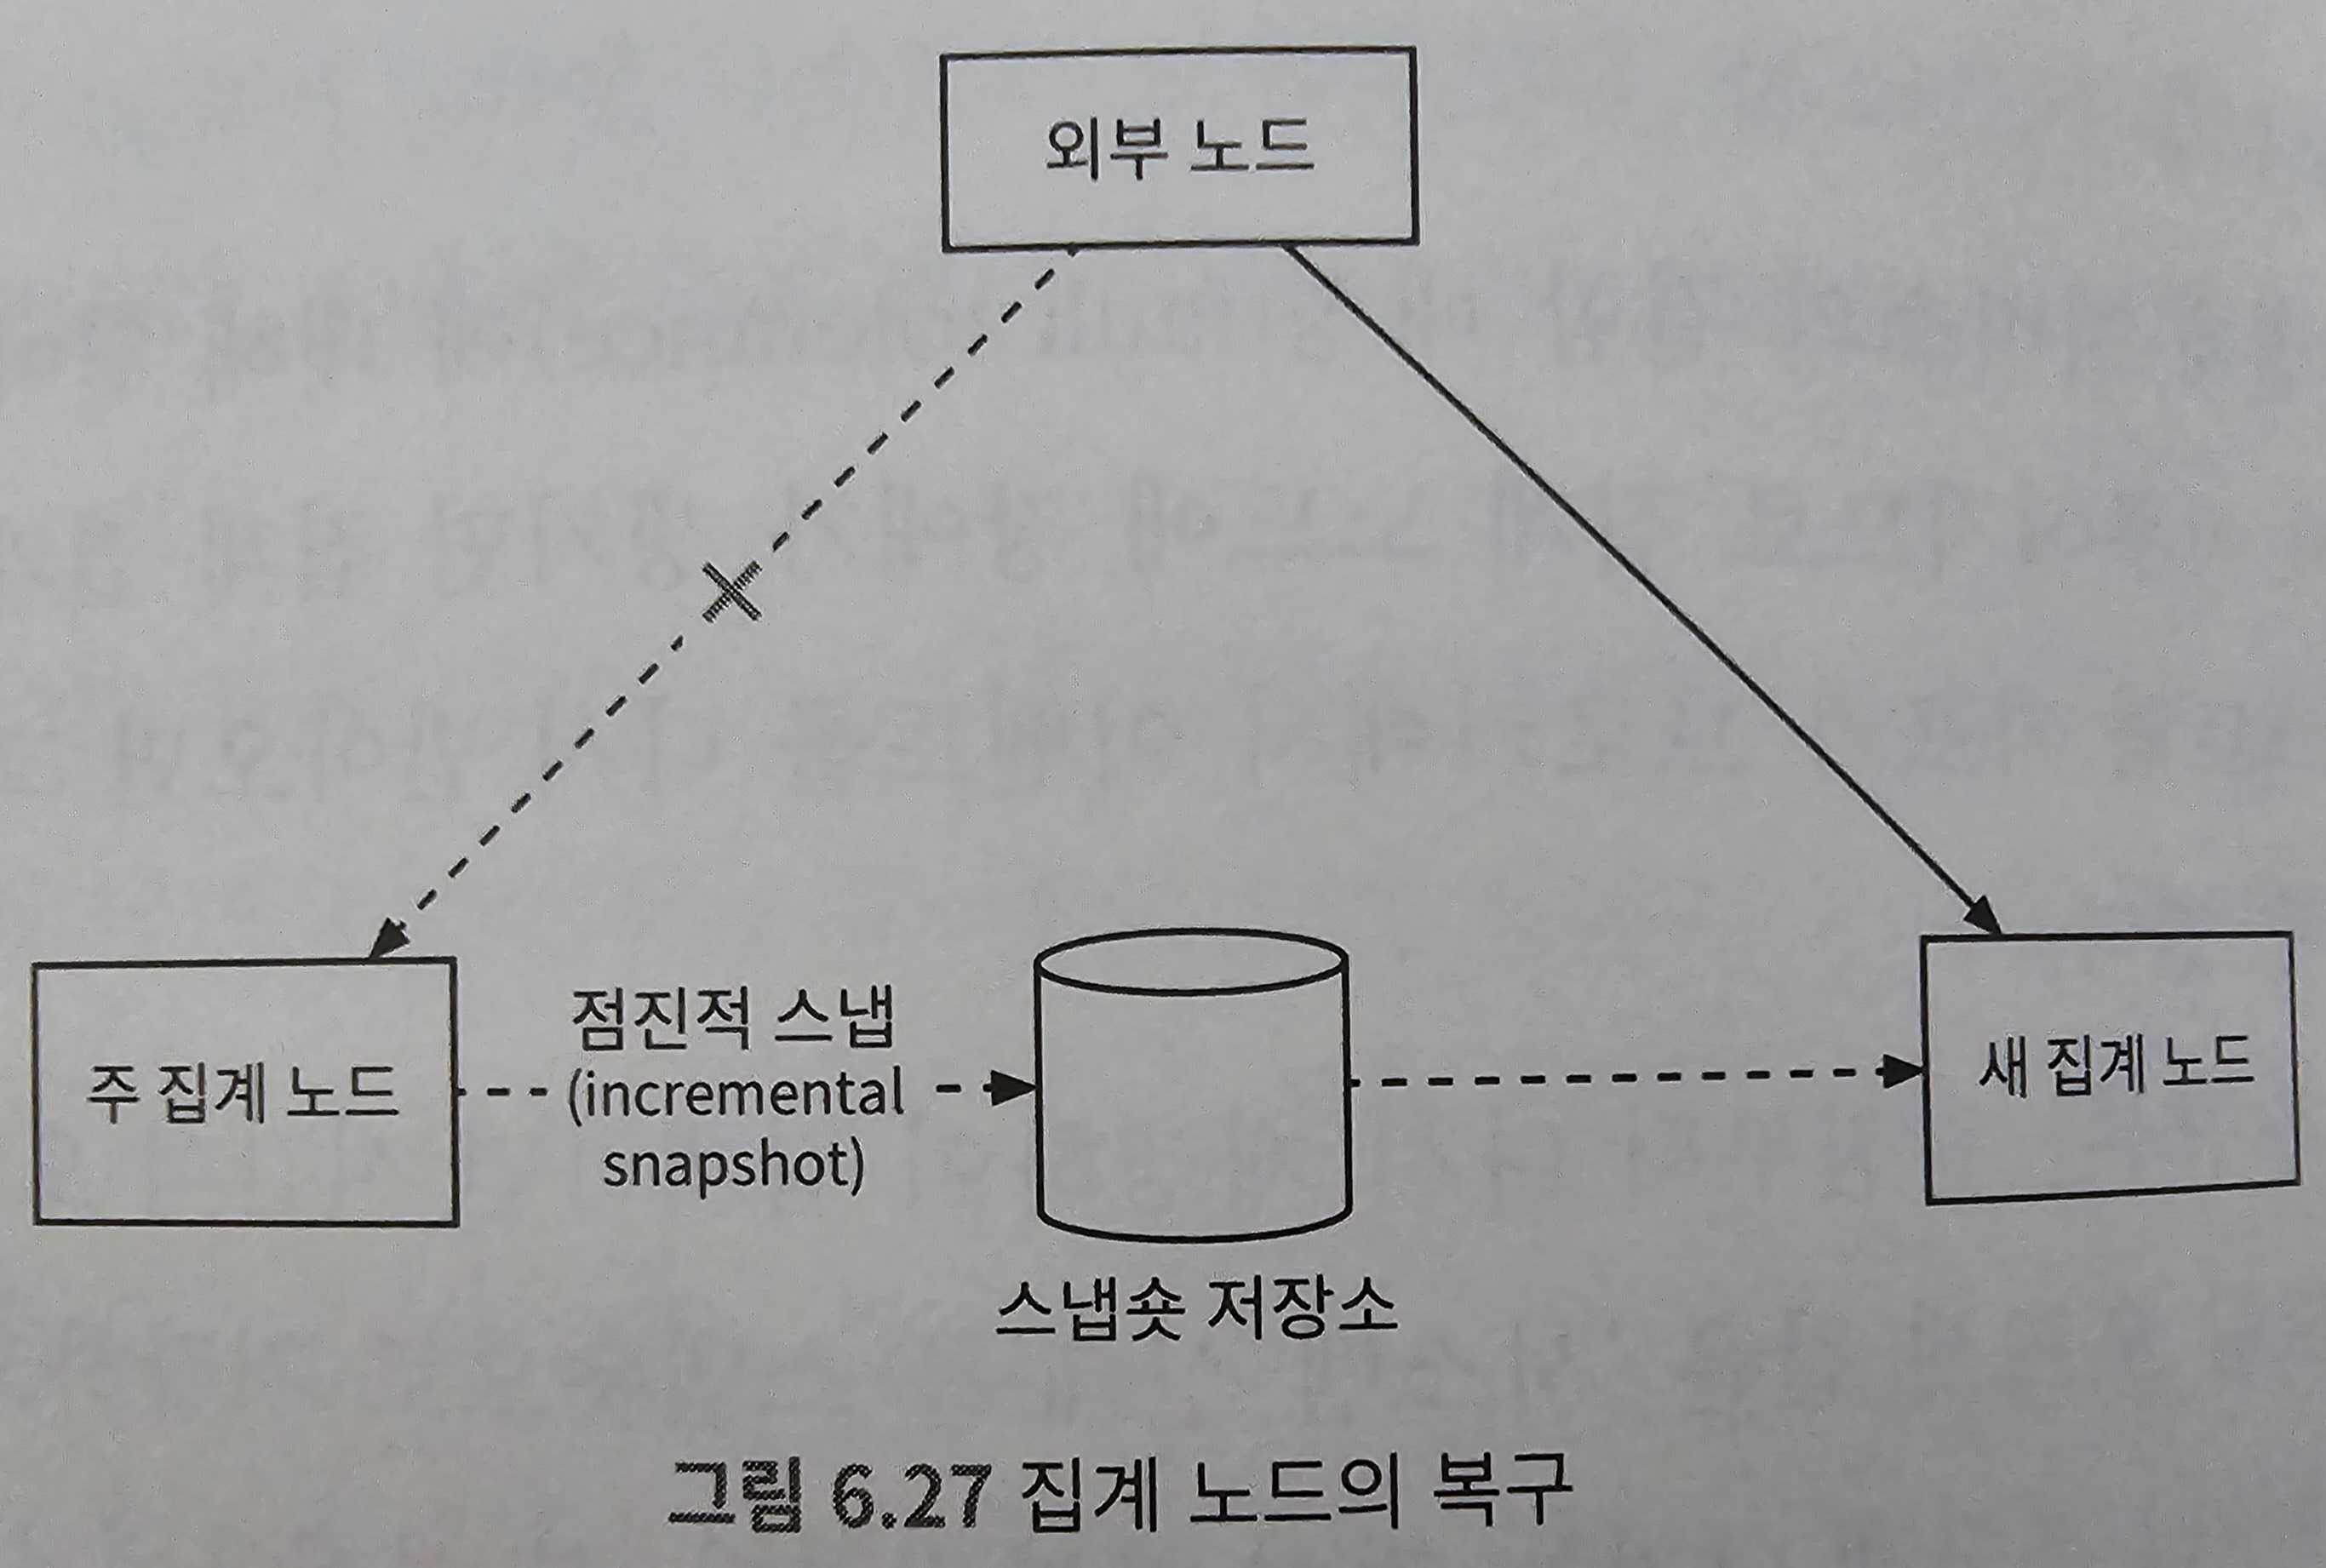 외부 노드
주 집계 노드
점진적 스냅
(incremental
snapshot)
새 집계 노드
스냅숏 저장소
그림 6.27 집계 노드의 복구